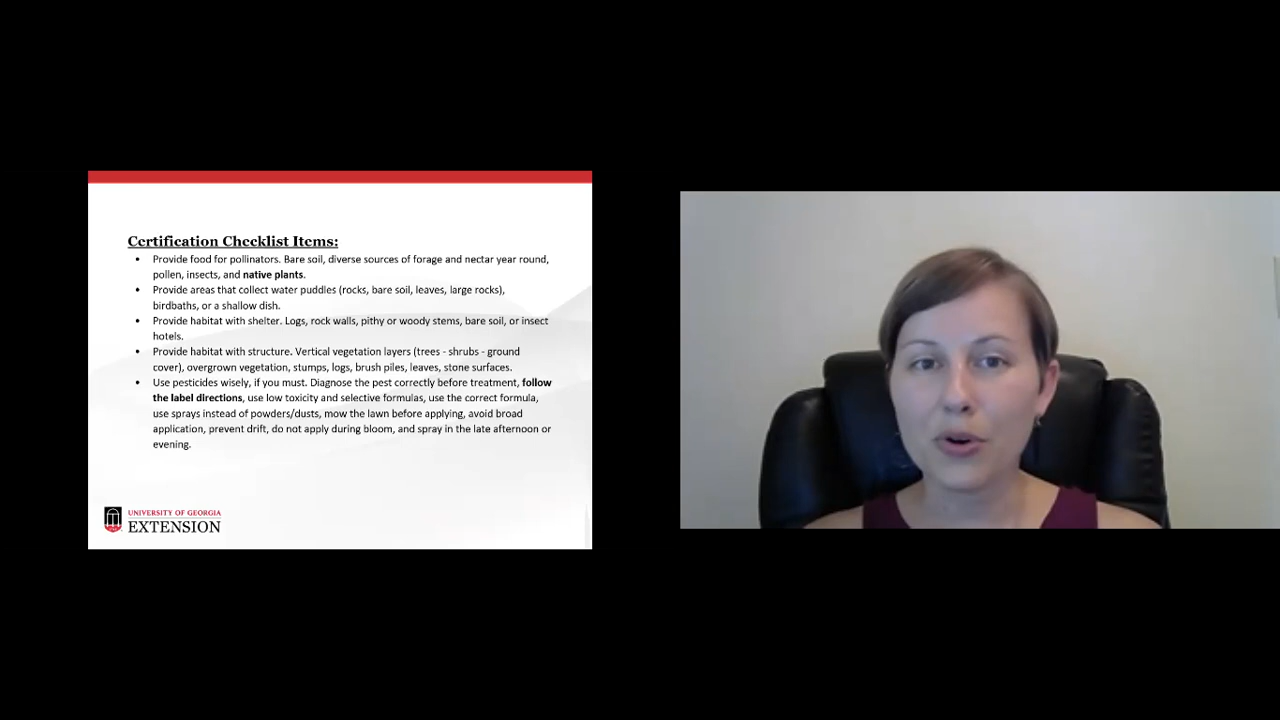 Certification Checklist Items:
• Provide food for pollinators. Bare soil, diverse sources of forage and nectar year round,
pollen, insects, and native plants.
• Provide areas that collect water puddles (rocks, bare soil, leaves, large rocks),
birdbaths, or a shallow dish.
• Provide habitat with shelter. Logs, rock walls, pithy or woody stems, bare soil, or insect
hotels.
• Provide habitat with structure. Vertical vegetation layers (trees - shrubs - ground
cover), overgrown vegetation, stumps, logs, brush piles, leaves, stone surfaces.
• Use pesticides wisely, if you must. Diagnose the pest correctly before treatment, follow
the label directions, use low toxicity and selective formulas, use the correct formula,
use sprays instead of powders/dusts, mow the lawn before applying, avoid broad
application, prevent drift, do not apply during bloom, and spray in the late afternoon or
evening.
UNIVERSITY OF GEORGIA
EXTENSION